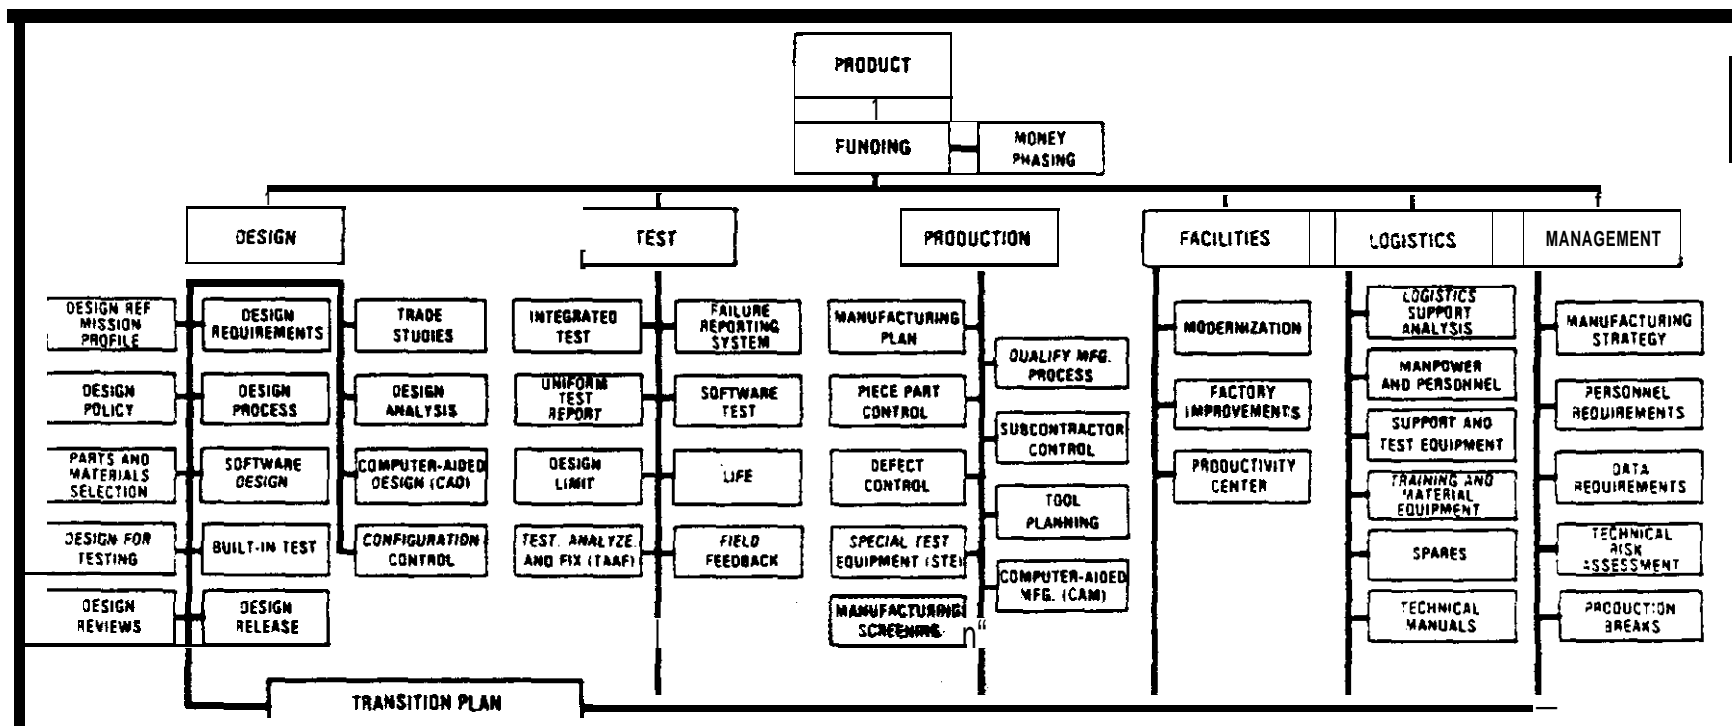 PRODUCT
FUNDING
MONEY
PHASING
DESIGN
TEST
PRODUCTION
FACILITIES
LOGISTICS
MANAGEMENT
DESIGN REF
MISSION
PROFILE
DESIGN
REQUIREMENTS
TRADE
STUDIES
DESIGN
POLICY
DESIGN
PROCESS
DESIGN
ANALYSIS
PARTS AND
MATERIALS
SELECTION
SOFTWARE
DESIGN
COMPUTER-AIDED
DESIGN (CAD)
DESIGN FOR
TESTING
BUILT-IN TEST
CONFIGURATION
CONTROL
DESIGN
REVIEWS
DESIGN
RELEASE
INTEGRATED
TEST
FAILURE
REPORTING
SYSTEM
UNIFORM
TEST
REPORT
SOFTWARE
TEST
DESIGN
LIMIT
LIFE
TEST. ANALYZE
AND FIX (TAAF)
FIELD
FEEDBACK
MANUFACTURING
PLAN
QUALIFY MFG.
PROCESS
PIECE PART
CONTROL
SUBCONTRACTOR
CONTROL
DEFECT
CONTROL
TOOL
PLANNING
SPECIAL TEST
EQUIPMENT (STE)
COMPUTER-AIDED
MFG. (CAM)
MANUFACTURING
SCREENING
MODERNIZATION
FACTORY
IMPROVEMENTS
PRODUCTIVITY
CENTER
LOGISTICS
SUPPORT
ANALYSIS
MANPOWER
AND PERSONNEL
SUPPORT AND
TEST EQUIPMENT
TRAINING AND
MATERIAL
EQUIPMENT
SPARES
TECHNICAL
MANUALS
MANUFACTURING
STRATEGY
PERSONNEL
REQUIREMENTS
DATA
REQUIREMENTS
TECHNICAL
RISK
ASSESSMENT
PRODUCTION
BREAKS
TRANSITION PLAN